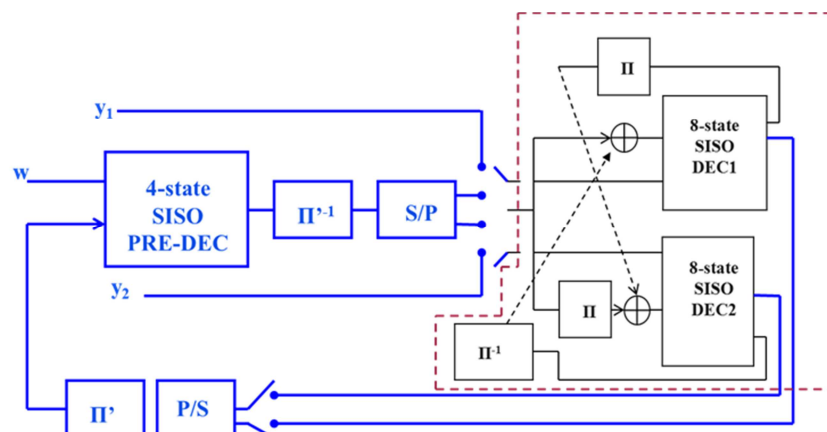 Π
y1
8-state
SISO
DEC1
w
4-state
SISO
PRE-DEC
Π'-1
S/P
8-state
SISO
DEC2
y2
Π
Π-1
Π'
P/S